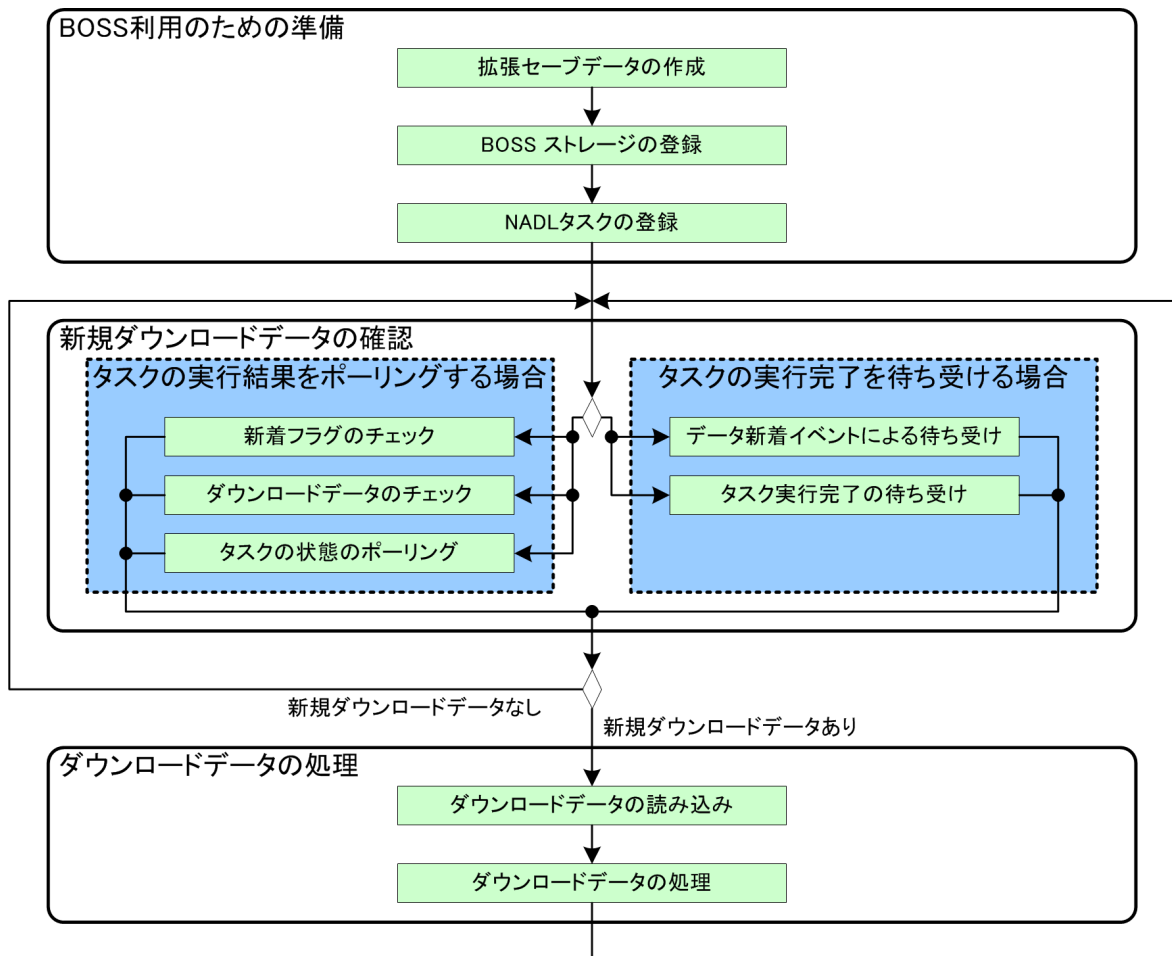 BOSS利用のための準備
拡張セーブデータの作成
BOSS ストレージの登録
NADLタスクの登録
新規ダウンロードデータの確認
タスクの実行結果をポーリングする場合
新着フラグのチェック
ダウンロードデータのチェック
タスクの状態のポーリング
タスクの実行完了を待ち受ける場合
データ新着イベントによる待ち受け
タスク実行完了の待ち受け
新規ダウンロードデータなし
新規ダウンロードデータあり
ダウンロードデータの処理
ダウンロードデータの読み込み
ダウンロードデータの処理